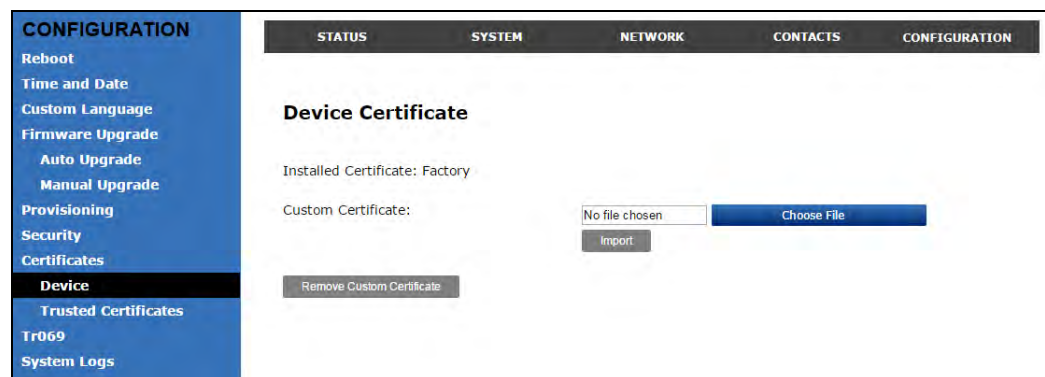 CONFIGURATION
Reboot
Time and Date
Custom Language
Firmware Upgrade
Auto Upgrade
Manual Upgrade
Provisioning
Security
Certificates
Device
Trusted Certificates
Tr069
System Logs
STATUS SYSTEM NETWORK CONTACTS CONFIGURATION
Device Certificate
Installed Certificate: Factory
Custom Certificate: No file chosen Choose File
Import
Remove Custom Certificate